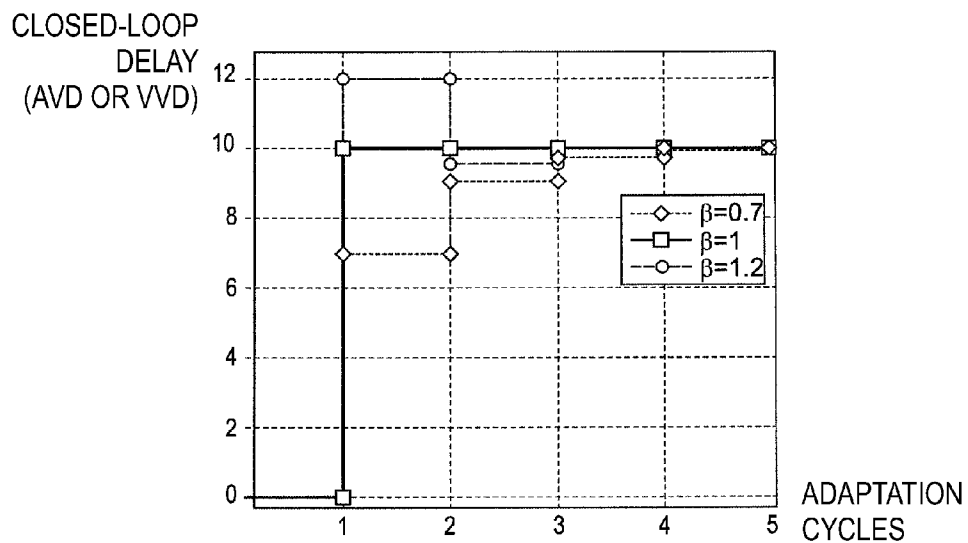 CLOSED-LOOP
DELAY
(AVD OR VVD)
12
10
8
6
4
2
0
β=0.7
β=1
β=1.2
1 2 3 4 5
ADAPTATION
CYCLES